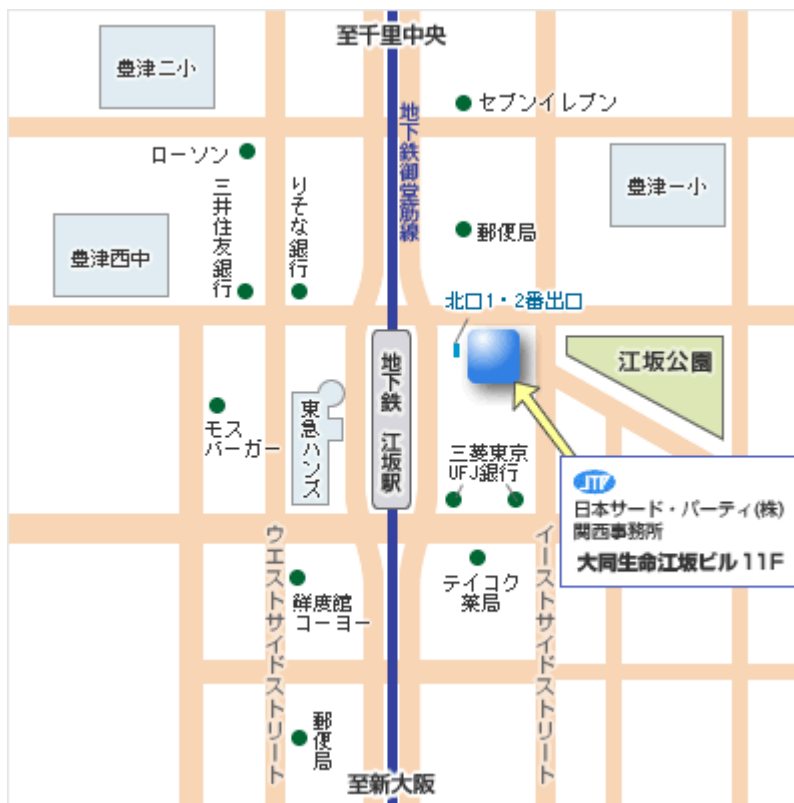 至千里中央
豊津二小
セブンイレブン
地下鉄御堂筋線
ローソン
三井住友銀行
りそな銀行
豊津一小
豊津西中
郵便局
北口1・2番出口
地下鉄 江坂駅
江坂公園
東急ハンズ
モス
バーガー
三菱東京
UFJ銀行
JTP
日本サード・パーティ(株)
関西事務所
大同生命江坂ビル 11F
ウエストサイドストリート
イーストサイドストリート
鮮度館
コーヨー
テイコク
薬局
郵便局
至新大阪